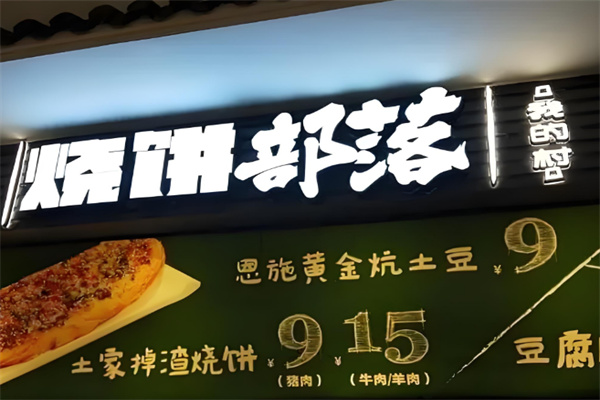 烧饼部落
我的村
恩施黄金炕土豆 ¥9
土家掉渣烧饼 ¥9 ¥15
(猪肉) (牛肉/羊肉)
豆腐